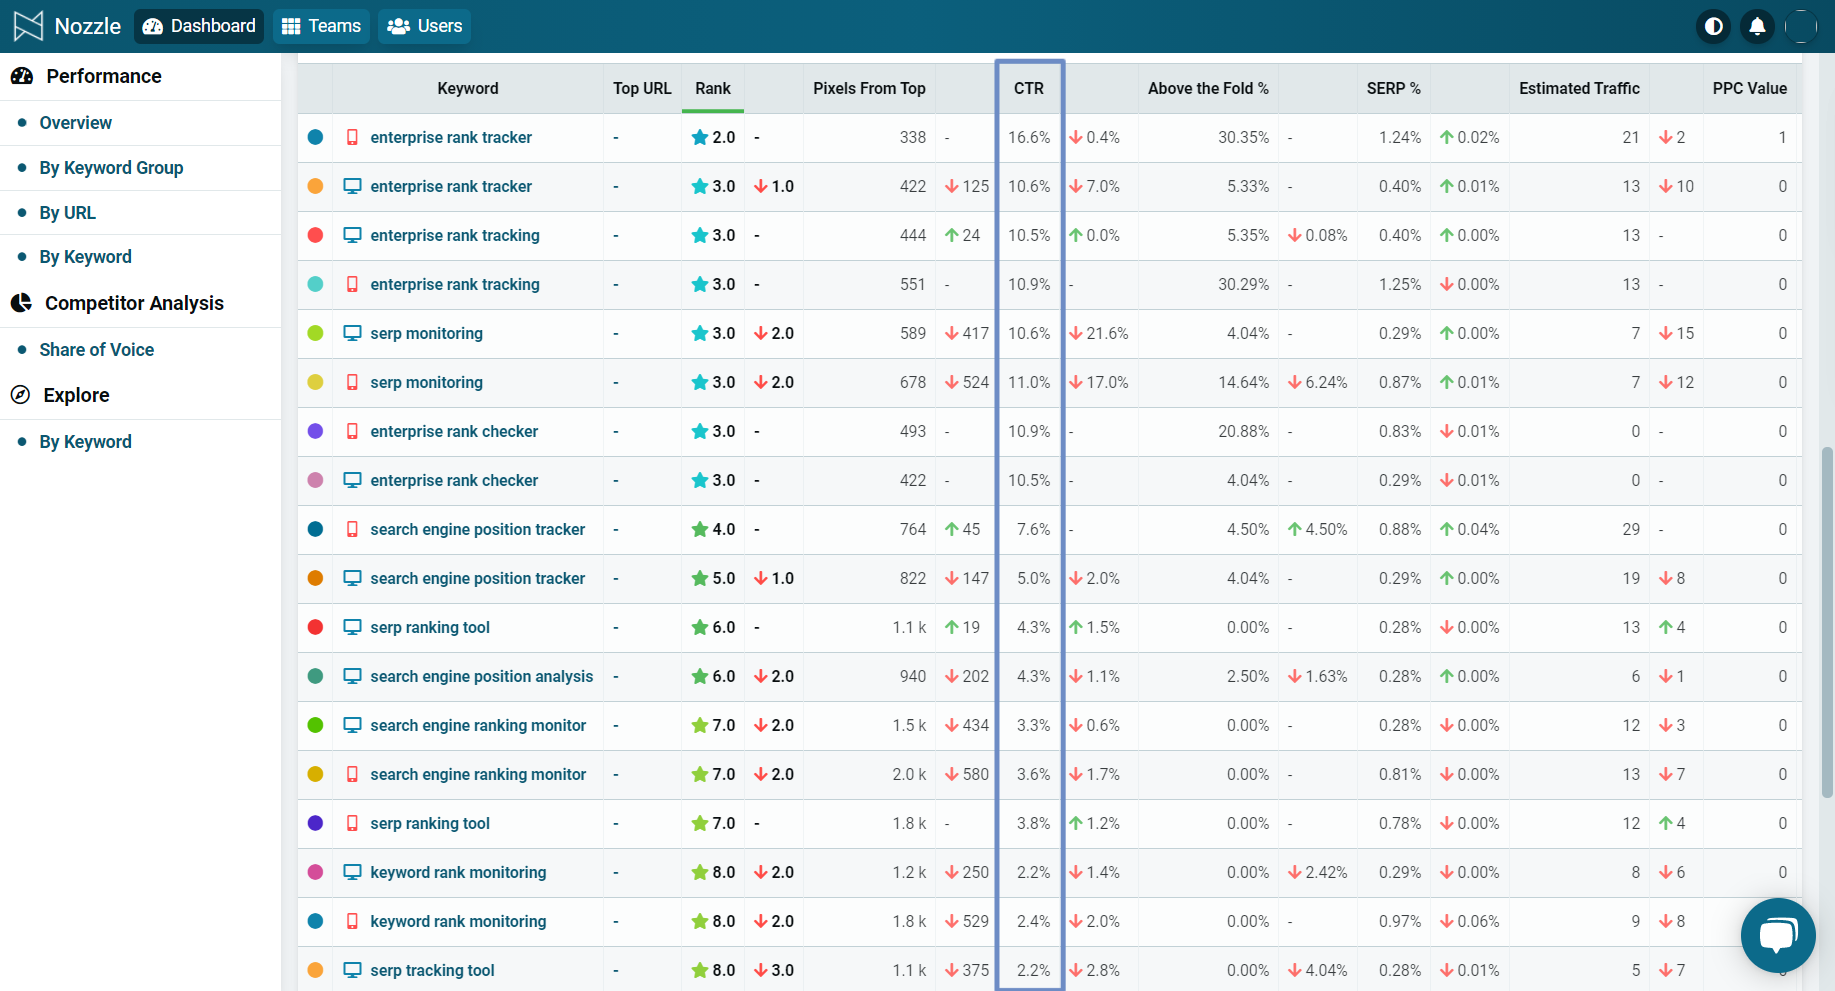 Nozzle Dashboard Teams Users
Performance
Overview
By Keyword Group
By URL
By Keyword
Competitor Analysis
Share of Voice
Explore
By Keyword
Keyword Top URL Rank Pixels From Top CTR Above the Fold % SERP % Estimated Traffic PPC Value
enterprise rank tracker - 2.0 - 338 - 16.6% 0.4% 30.35% - 1.24% 0.02% 21 2 1
enterprise rank tracker - 3.0 1.0 422 125 10.6% 7.0% 5.33% - 0.40% 0.01% 13 10 0
enterprise rank tracking - 3.0 - 444 24 10.5% 0.0% 5.35% 0.08% 0.40% 0.00% 13 - 0
enterprise rank tracking - 3.0 - 551 - 10.9% - 30.29% - 1.25% 0.00% 13 - 0
serp monitoring - 3.0 2.0 589 417 10.6% 21.6% 4.04% - 0.29% 0.00% 7 15 0
serp monitoring - 3.0 2.0 678 524 11.0% 17.0% 14.64% 6.24% 0.87% 0.01% 7 12 0
enterprise rank checker - 3.0 - 493 - 10.9% - 20.88% - 0.83% 0.01% 0 - 0
enterprise rank checker - 3.0 - 422 - 10.5% - 4.04% - 0.29% 0.01% 0 - 0
search engine position tracker - 4.0 - 764 45 7.6% - 4.50% 4.50% 0.88% 0.04% 29 - 0
search engine position tracker - 5.0 1.0 822 147 5.0% 2.0% 4.04% - 0.29% 0.00% 19 8 0
serp ranking tool - 6.0 - 1.1 k 19 4.3% 1.5% 0.00% - 0.28% 0.00% 13 4 0
search engine position analysis - 6.0 2.0 940 202 4.3% 1.1% 2.50% 1.63% 0.28% 0.00% 6 1 0
search engine ranking monitor - 7.0 2.0 1.5 k 434 3.3% 0.6% 0.00% - 0.28% 0.00% 12 3 0
search engine ranking monitor - 7.0 2.0 2.0 k 580 3.6% 1.7% 0.00% - 0.81% 0.00% 13 7 0
serp ranking tool - 7.0 - 1.8 k - 3.8% 1.2% 0.00% - 0.78% 0.00% 12 4 0
keyword rank monitoring - 8.0 2.0 1.2 k 250 2.2% 1.4% 0.00% 2.42% 0.29% 0.00% 8 6 0
keyword rank monitoring - 8.0 2.0 1.8 k 529 2.4% 2.0% 0.00% - 0.97% 0.06% 9 8
serp tracking tool - 8.0 3.0 1.1 k 375 2.2% 2.8% 0.00% 4.04% 0.28% 0.01% 5 7